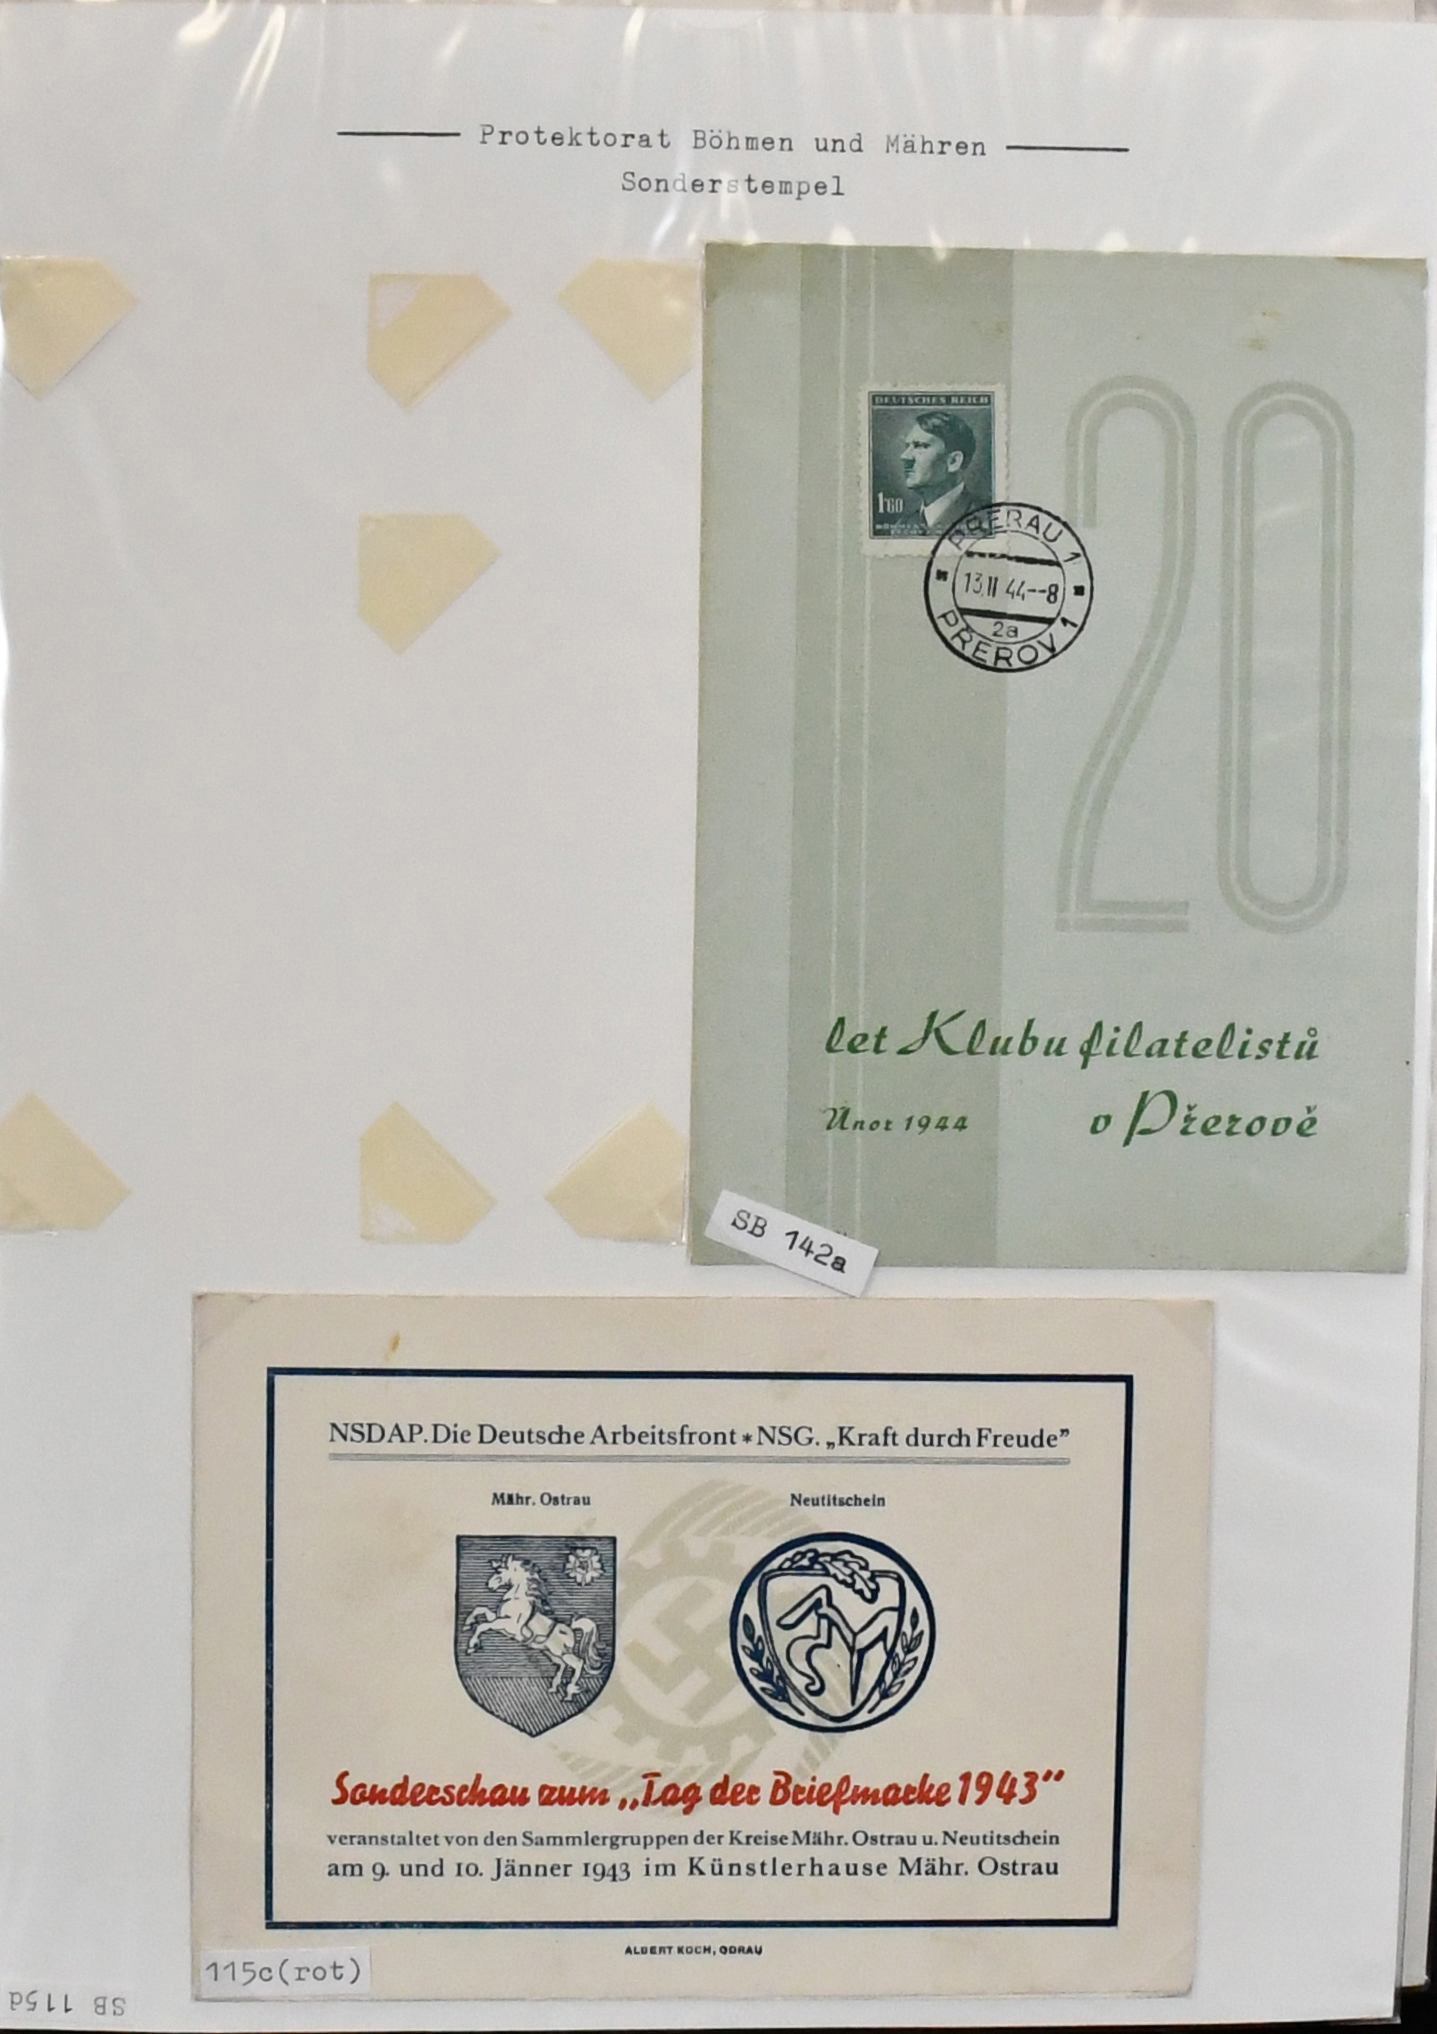 Protektorat Böhmen und Mähren
Sonderstempel
20
DEUTSCHES REICH
1'60
PRERAU 1
13.II 44--8
2a
PŘEROV 1
let Klubu filatelistů
Únor 1944 v Přerově
SB 142a
NSDAP. Die Deutsche Arbeitsfront * NSG. „Kraft durch Freude”
Mähr. Ostrau Neutitschein
Sonderschau zum „Tag der Briefmarke 1943“
veranstaltet von den Sammlergruppen der Kreise Mähr. Ostrau u. Neutitschein
am 9. und 10. Jänner 1943 im Künstlerhause Mähr. Ostrau
ALBERT KOCH, ODRAU
115c(rot)
SB 115d